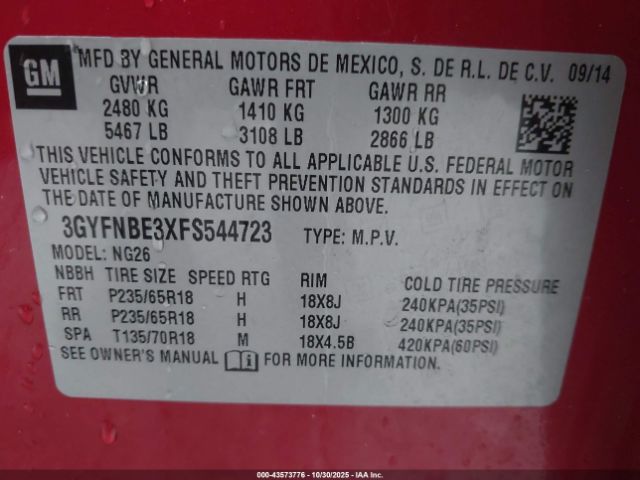 GM
MFD BY GENERAL MOTORS DE MEXICO, S. DE R.L. DE C.V. 09/14
GVWR GAWR FRT GAWR RR
2480 KG 1410 KG 1300 KG
5467 LB 3108 LB 2866 LB
THIS VEHICLE CONFORMS TO ALL APPLICABLE U.S. FEDERAL MOTOR
VEHICLE SAFETY AND THEFT PREVENTION STANDARDS IN EFFECT ON
THE DATE OF MANUFACTURE SHOWN ABOVE.
3GYFNBE3XFS544723 TYPE: M.P.V.
MODEL: NG26
NBBH TIRE SIZE SPEED RTG RIM COLD TIRE PRESSURE
FRT P235/65R18 H 18X8J 240KPA(35PSI)
RR P235/65R18 H 18X8J 240KPA(35PSI)
SPA T135/70R18 M 18X4.5B 420KPA(60PSI)
SEE OWNER'S MANUAL i FOR MORE INFORMATION.
000-43573776 - 10/30/2025 - IAA Inc.